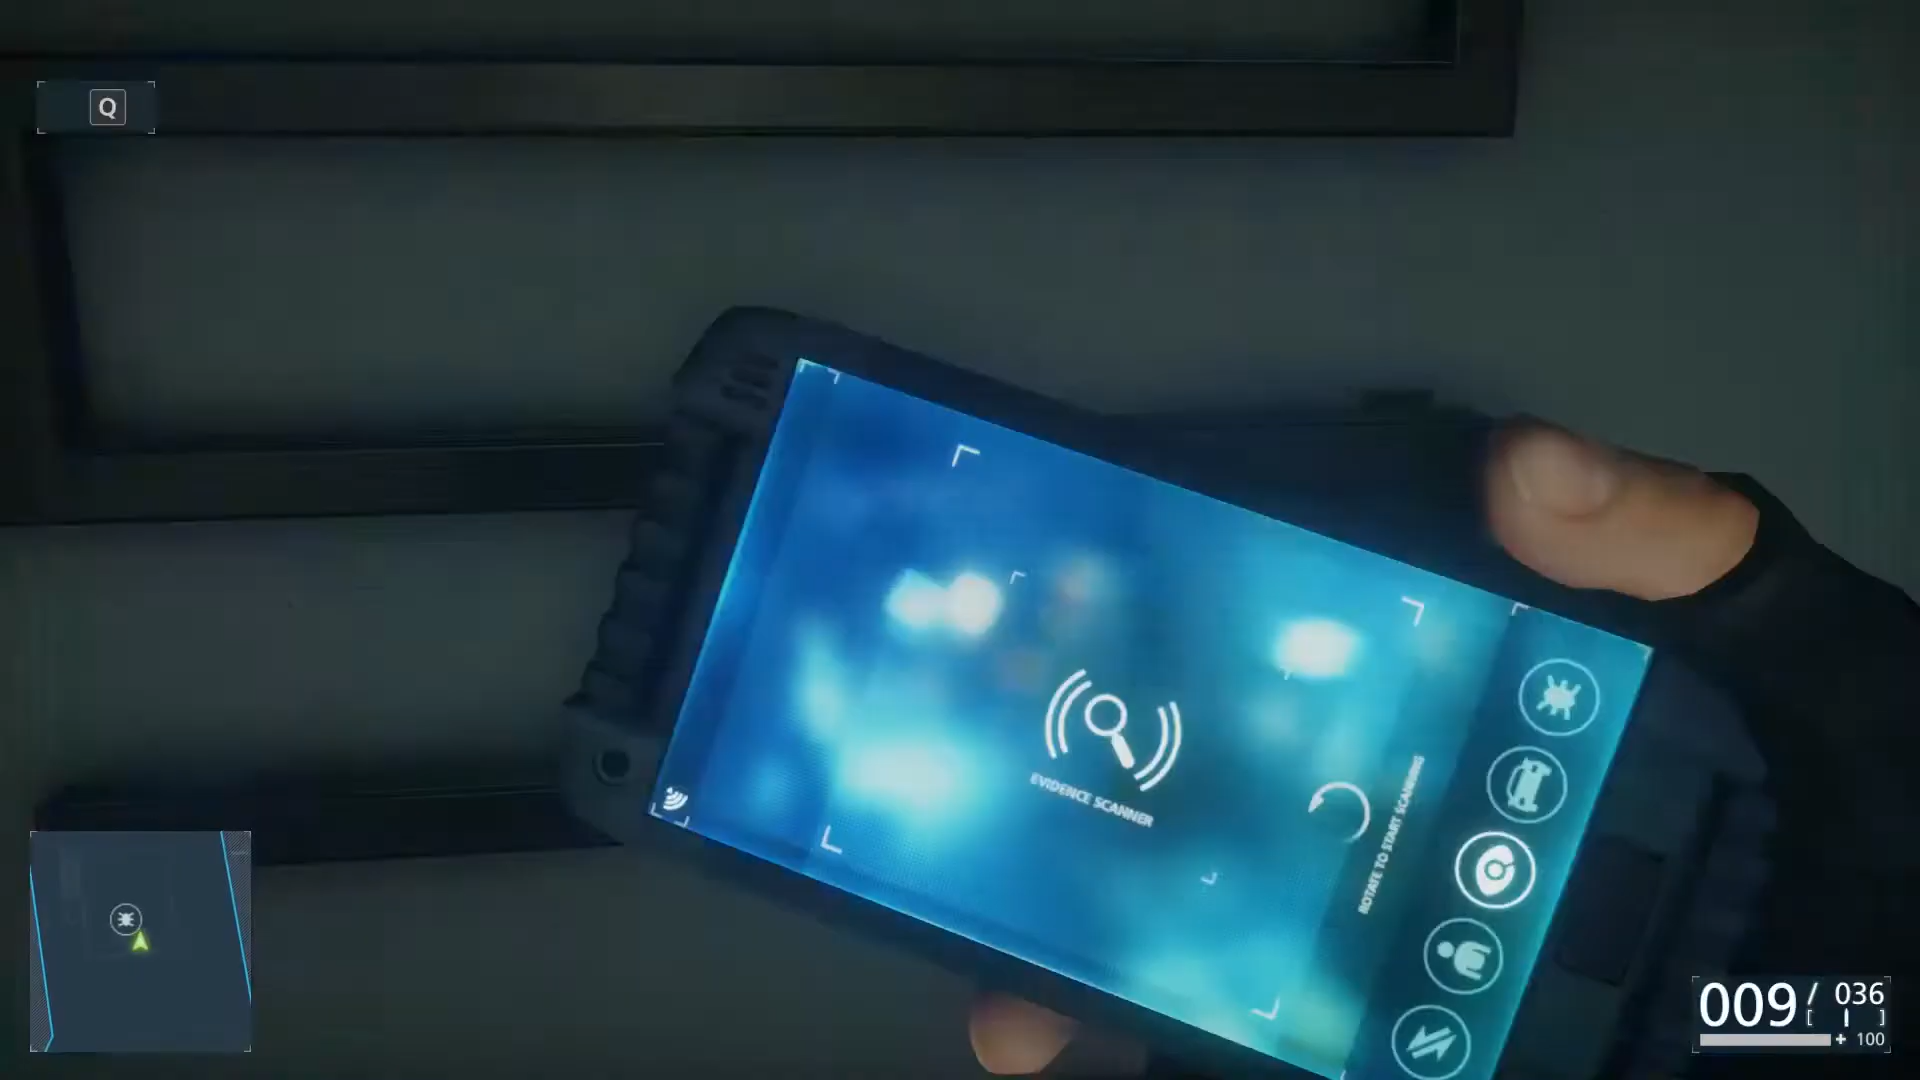 Q
EVIDENCE SCANNER
ROTATE TO START SCANNING
009 / 036
[ | ]
+ 100